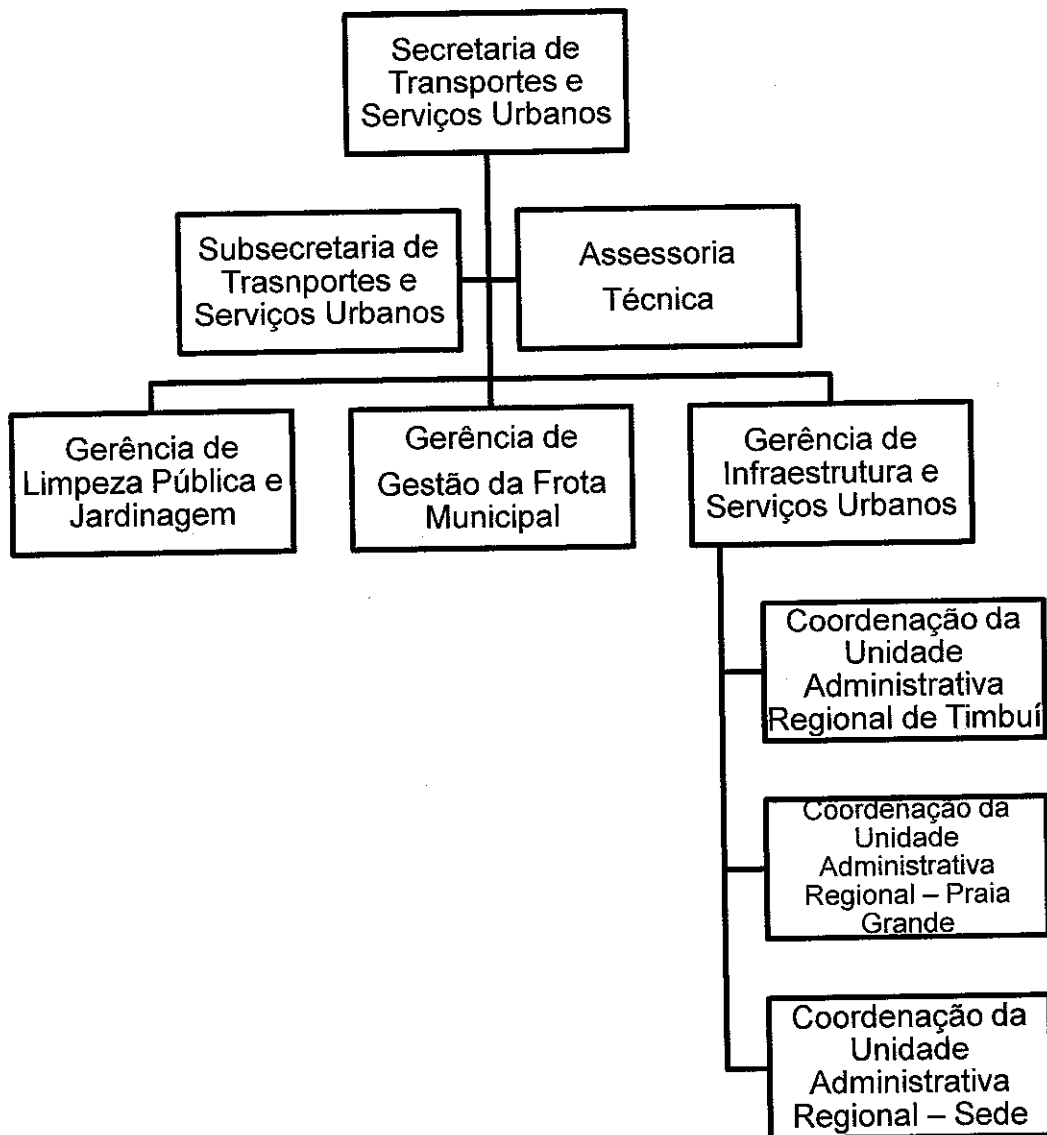 Secretaria de
Transportes e
Serviços Urbanos
Subsecretaria de
Trasnportes e
Serviços Urbanos
Assessoria
Técnica
Gerência de
Limpeza Pública e
Jardinagem
Gerência de
Gestão da Frota
Municipal
Gerência de
Infraestrutura e
Serviços Urbanos
Coordenação da
Unidade
Administrativa
Regional de Timbuí
Coordenação da
Unidade
Administrativa
Regional – Praia
Grande
Coordenação da
Unidade
Administrativa
Regional – Sede